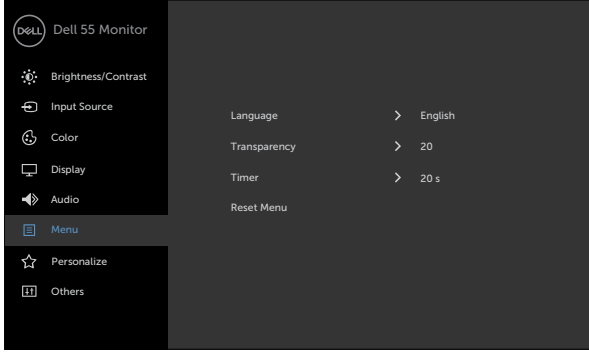 DELL Dell 55 Monitor
Brightness/Contrast
Input Source
Color
Display
Audio
Menu
Personalize
Others
Language > English
Transparency > 20
Timer > 20 s
Reset Menu